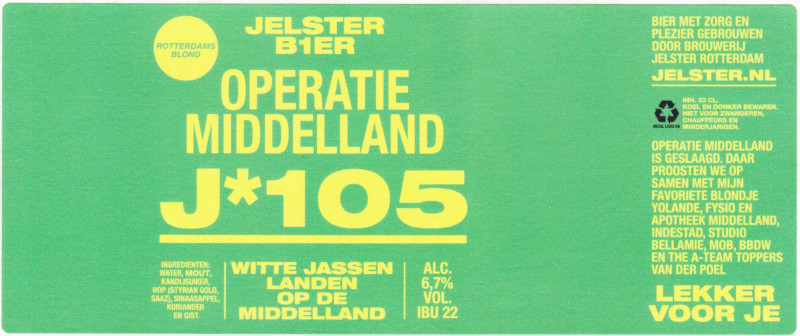 ROTTERDAMS
BLOND
JELSTER
B1ER
OPERATIE
MIDDELLAND
J*105
INGREDIENTEN:
WATER, MOUT,
KANDIJSUIKER,
HOP (STYRIAN GOLD,
SAAZ), SINAASAPPEL,
KORIANDER
EN GIST.
WITTE JASSEN
LANDEN
OP DE
MIDDELLAND
ALC.
6,7%
VOL.
IBU 22
BIER MET ZORG EN
PLEZIER GEBROUWEN
DOOR BROUWERIJ
JELSTER ROTTERDAM
JELSTER.NL
INH. 33 CL.
KOEL EN DONKER BEWAREN.
NIET VOOR ZWANGEREN,
CHAUFFEURS EN
MINDERJARIGEN.
OPERATIE MIDDELLAND
IS GESLAAGD. DAAR
PROOSTEN WE OP
SAMEN MET MIJN
FAVORIETE BLONDJE
YOLANDE, FYSIO EN
APOTHEEK MIDDELLAND,
INDESTAD, STUDIO
BELLAMIE, MOB, BBDW
EN THE A-TEAM TOPPERS
VAN DER POEL
LEKKER
VOOR JE